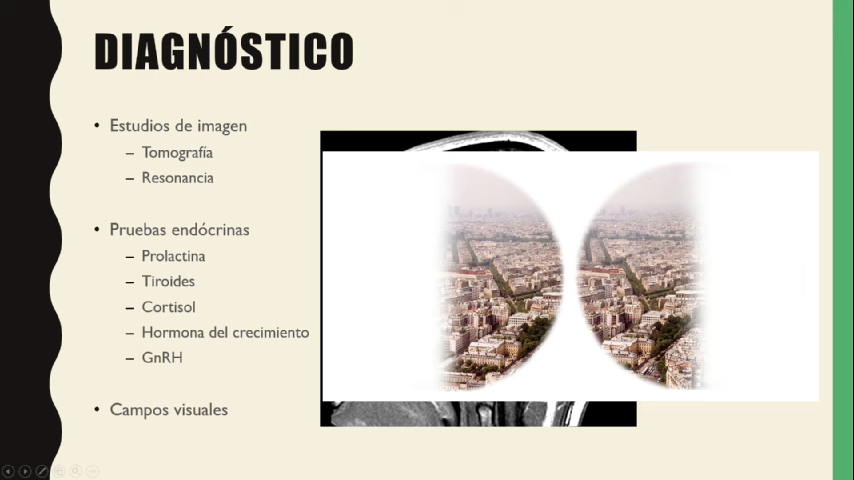 DIAGNÓSTICO
• Estudios de imagen
– Tomografía
– Resonancia
• Pruebas endócrinas
– Prolactina
– Tiroides
– Cortisol
– Hormona del crecimiento
– GnRH
• Campos visuales